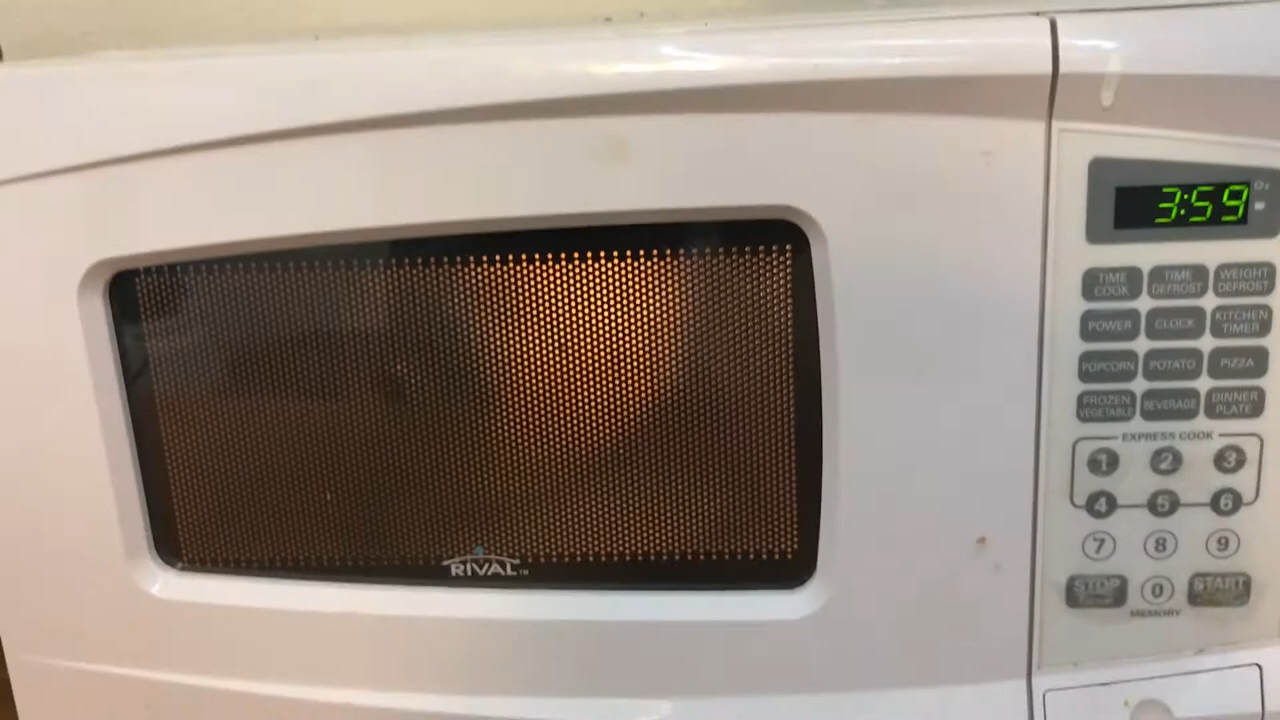 3:59
TIME COOK
TIME DEFROST
WEIGHT DEFROST
POWER
CLOCK
KITCHEN TIMER
POPCORN
POTATO
PIZZA
FROZEN VEGETABLE
BEVERAGE
DINNER PLATE
EXPRESS COOK
1 2 3
4 5 6
7 8 9
STOP
0
START
MEMORY
RIVAL